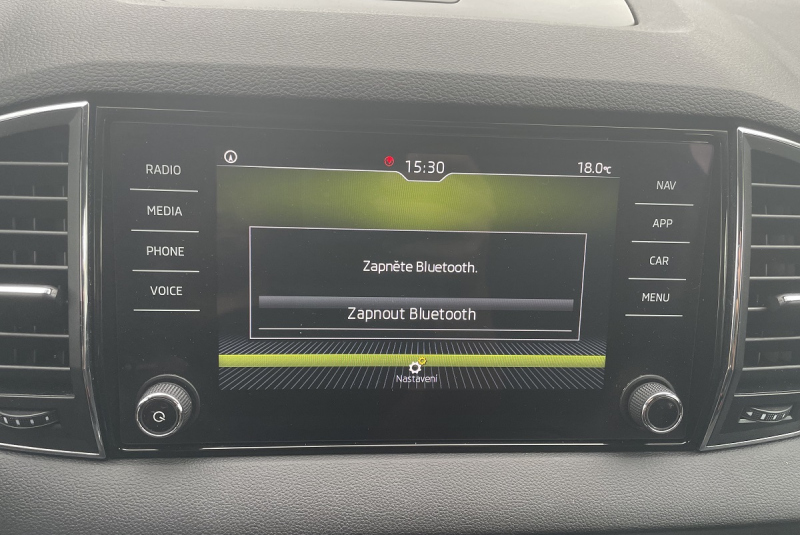 RADIO
MEDIA
PHONE
VOICE
15:30
18.0°C
Zapněte Bluetooth.
Zapnout Bluetooth
Nastavení
NAV
APP
CAR
MENU